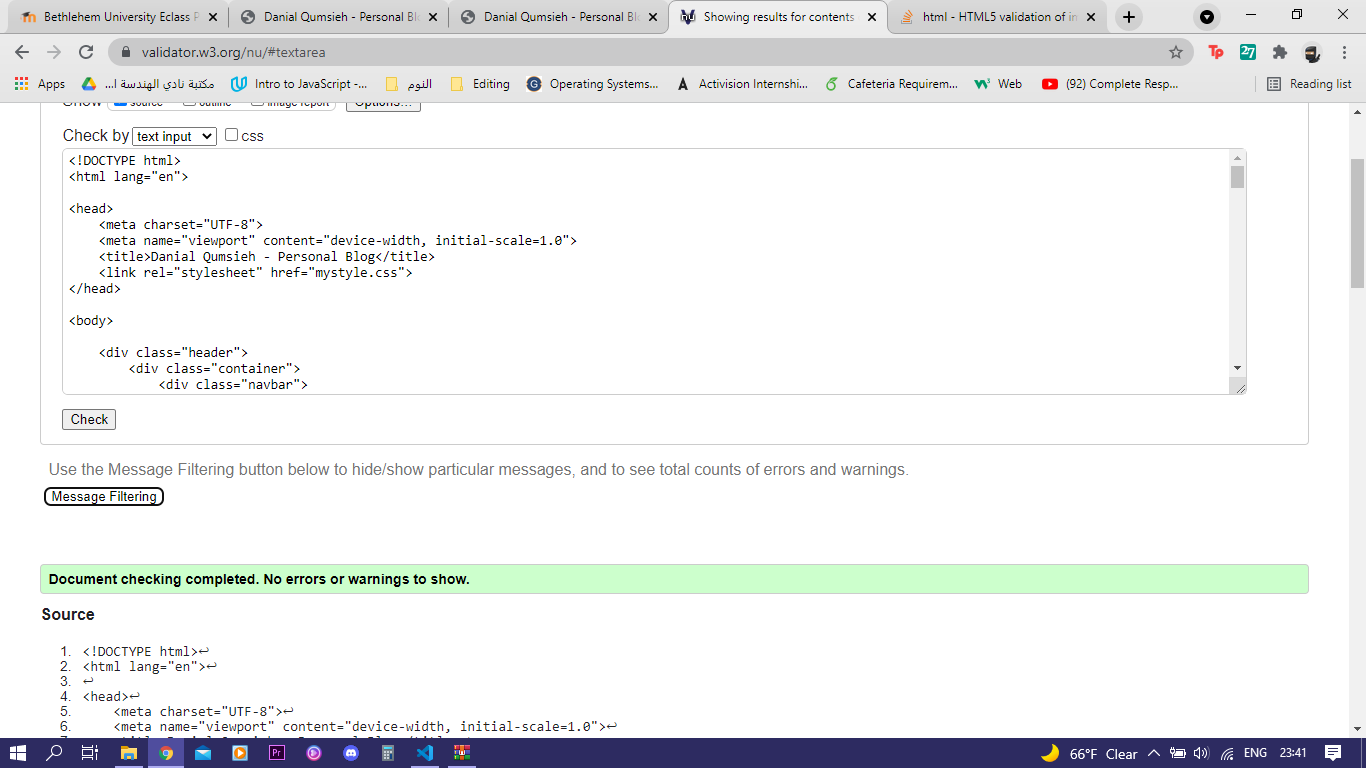 Bethlehem University Eclass P
Danial Qumsieh - Personal Bl
Danial Qumsieh - Personal Bl
Showing results for contents
html - HTML5 validation of in
validator.w3.org/nu/#textarea
27
Apps
مكتبة نادي الهندسة ا...
Intro to JavaScript -...
النوم
Editing
Operating Systems...
Activision Internshi...
Cafeteria Requirem...
Web
(92) Complete Resp...
Reading list
Show source outline image report Options...
Check by text input css
<!DOCTYPE html>
<html lang="en">
<head>
<meta charset="UTF-8">
<meta name="viewport" content="device-width, initial-scale=1.0">
<title>Danial Qumsieh - Personal Blog</title>
<link rel="stylesheet" href="mystyle.css">
</head>
<body>
<div class="header">
<div class="container">
<div class="navbar">
Check
Use the Message Filtering button below to hide/show particular messages, and to see total counts of errors and warnings.
Message Filtering
Document checking completed. No errors or warnings to show.
Source
1. <!DOCTYPE html>↩
2. <html lang="en">↩
3. ↩
4. <head>↩
5. <meta charset="UTF-8">↩
6. <meta name="viewport" content="device-width, initial-scale=1.0">↩
Pr
66°F Clear
ENG
23:41